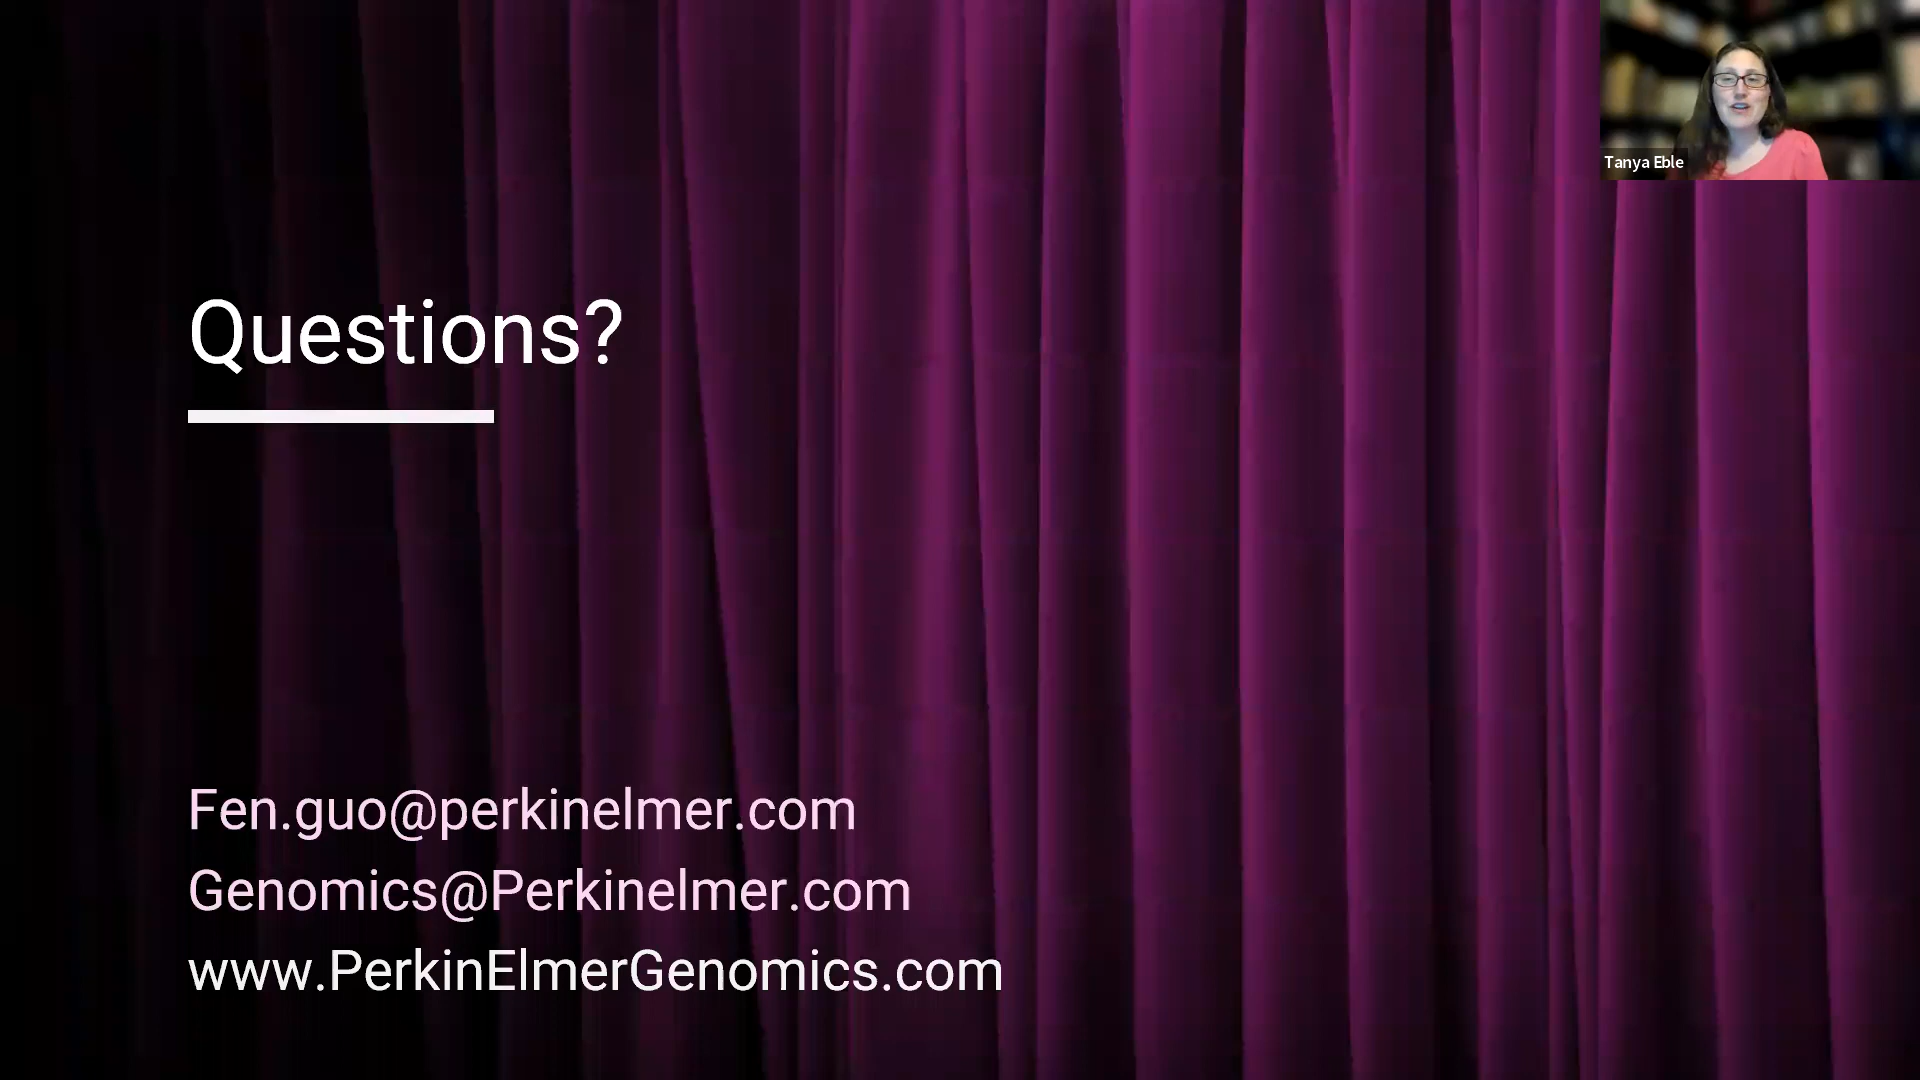 Tanya Eble
Questions?
Fen.guo@perkinelmer.com
Genomics@Perkinelmer.com
www.PerkinElmerGenomics.com